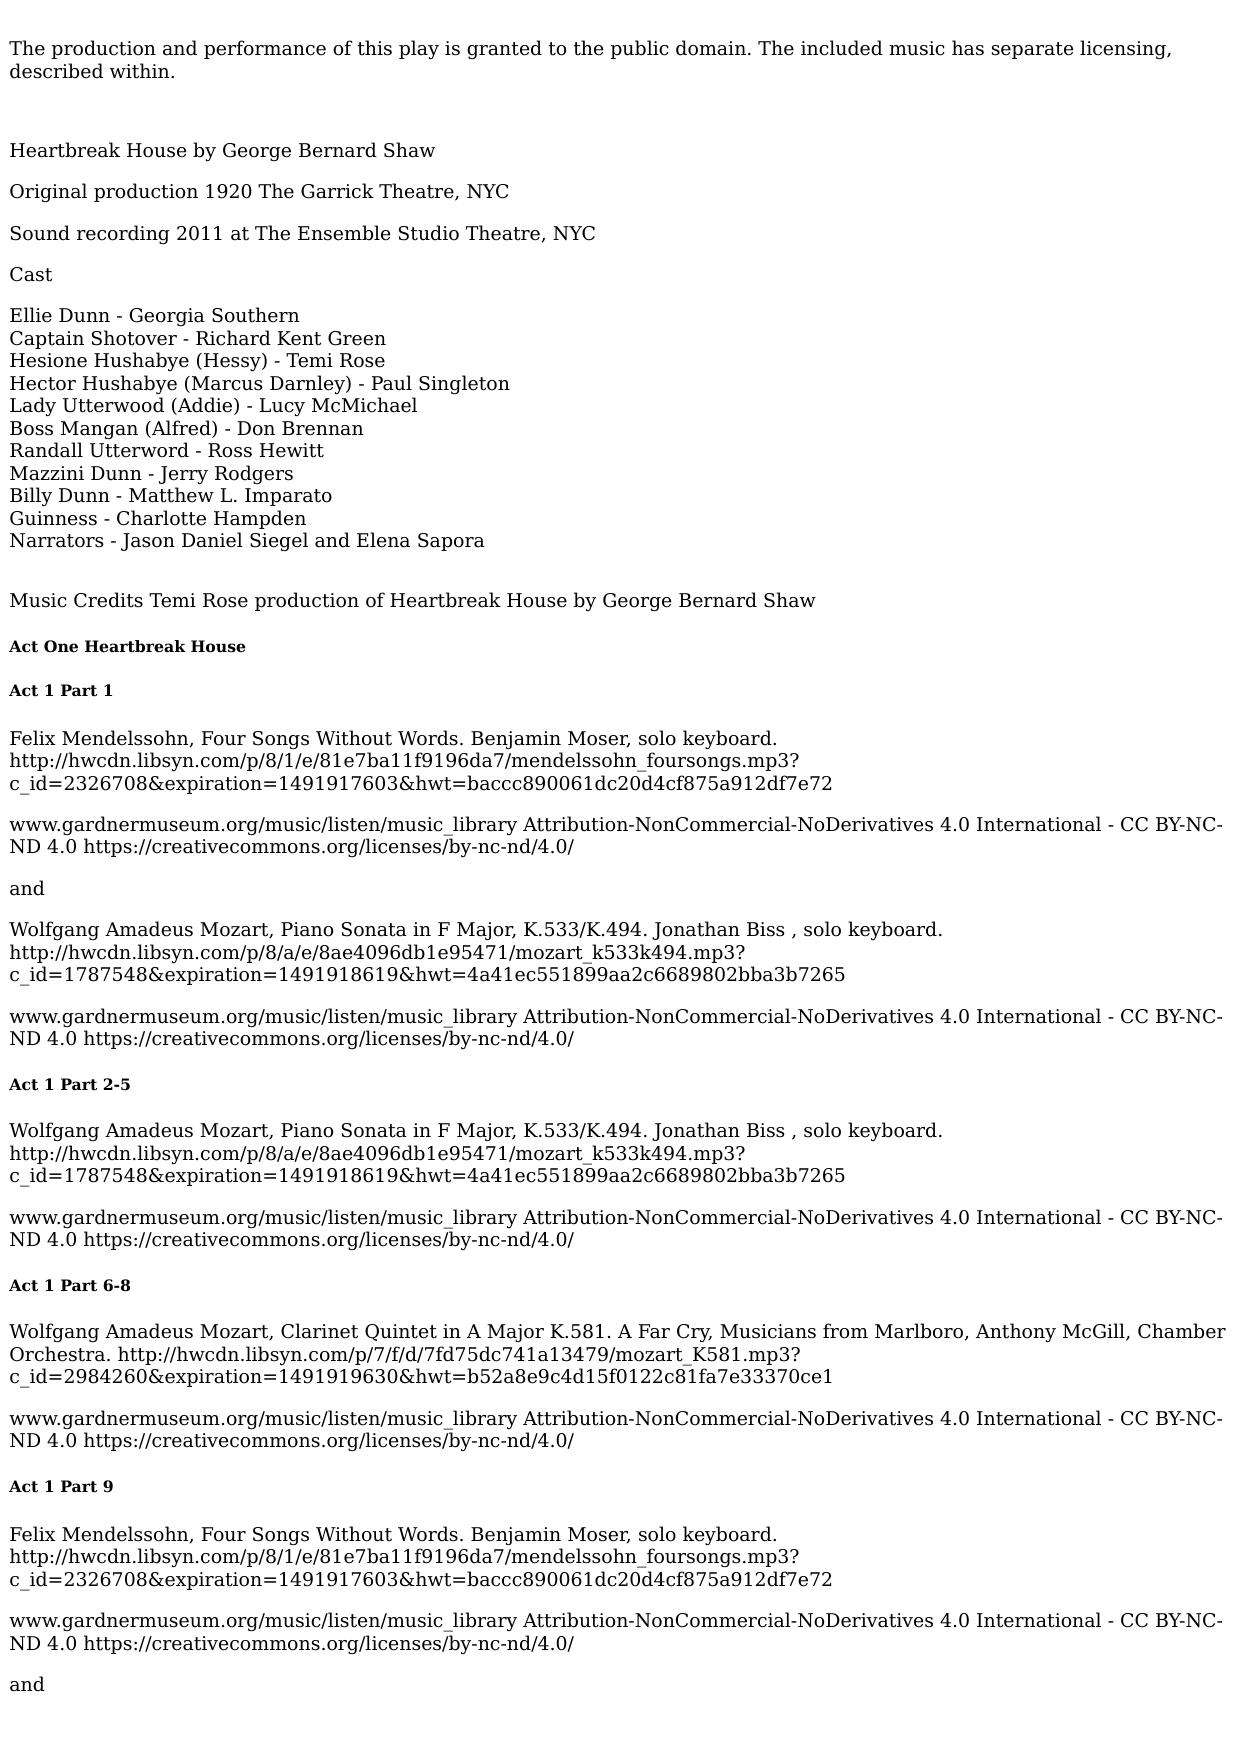 The production and performance of this play is granted to the public domain. The included music has separate licensing,
described within.
Heartbreak House by George Bernard Shaw
Original production 1920 The Garrick Theatre, NYC
Sound recording 2011 at The Ensemble Studio Theatre, NYC
Cast
Ellie Dunn - Georgia Southern
Captain Shotover - Richard Kent Green
Hesione Hushabye (Hessy) - Temi Rose
Hector Hushabye (Marcus Darnley) - Paul Singleton
Lady Utterwood (Addie) - Lucy McMichael
Boss Mangan (Alfred) - Don Brennan
Randall Utterword - Ross Hewitt
Mazzini Dunn - Jerry Rodgers
Billy Dunn - Matthew L. Imparato
Guinness - Charlotte Hampden
Narrators - Jason Daniel Siegel and Elena Sapora
Music Credits Temi Rose production of Heartbreak House by George Bernard Shaw
Act One Heartbreak House
Act 1 Part 1
Felix Mendelssohn, Four Songs Without Words. Benjamin Moser, solo keyboard.
http://hwcdn.libsyn.com/p/8/1/e/81e7ba11f9196da7/mendelssohn_foursongs.mp3?
c_id=2326708&expiration=1491917603&hwt=baccc890061dc20d4cf875a912df7e72
www.gardnermuseum.org/music/listen/music_library Attribution-NonCommercial-NoDerivatives 4.0 International - CC BY-NC-
ND 4.0 https://creativecommons.org/licenses/by-nc-nd/4.0/
and
Wolfgang Amadeus Mozart, Piano Sonata in F Major, K.533/K.494. Jonathan Biss , solo keyboard.
http://hwcdn.libsyn.com/p/8/a/e/8ae4096db1e95471/mozart_k533k494.mp3?
c_id=1787548&expiration=1491918619&hwt=4a41ec551899aa2c6689802bba3b7265
www.gardnermuseum.org/music/listen/music_library Attribution-NonCommercial-NoDerivatives 4.0 International - CC BY-NC-
ND 4.0 https://creativecommons.org/licenses/by-nc-nd/4.0/
Act 1 Part 2-5
Wolfgang Amadeus Mozart, Piano Sonata in F Major, K.533/K.494. Jonathan Biss , solo keyboard.
http://hwcdn.libsyn.com/p/8/a/e/8ae4096db1e95471/mozart_k533k494.mp3?
c_id=1787548&expiration=1491918619&hwt=4a41ec551899aa2c6689802bba3b7265
www.gardnermuseum.org/music/listen/music_library Attribution-NonCommercial-NoDerivatives 4.0 International - CC BY-NC-
ND 4.0 https://creativecommons.org/licenses/by-nc-nd/4.0/
Act 1 Part 6-8
Wolfgang Amadeus Mozart, Clarinet Quintet in A Major K.581. A Far Cry, Musicians from Marlboro, Anthony McGill, Chamber
Orchestra. http://hwcdn.libsyn.com/p/7/f/d/7fd75dc741a13479/mozart_K581.mp3?
c_id=2984260&expiration=1491919630&hwt=b52a8e9c4d15f0122c81fa7e33370ce1
www.gardnermuseum.org/music/listen/music_library Attribution-NonCommercial-NoDerivatives 4.0 International - CC BY-NC-
ND 4.0 https://creativecommons.org/licenses/by-nc-nd/4.0/
Act 1 Part 9
Felix Mendelssohn, Four Songs Without Words. Benjamin Moser, solo keyboard.
http://hwcdn.libsyn.com/p/8/1/e/81e7ba11f9196da7/mendelssohn_foursongs.mp3?
c_id=2326708&expiration=1491917603&hwt=baccc890061dc20d4cf875a912df7e72
www.gardnermuseum.org/music/listen/music_library Attribution-NonCommercial-NoDerivatives 4.0 International - CC BY-NC-
ND 4.0 https://creativecommons.org/licenses/by-nc-nd/4.0/
and